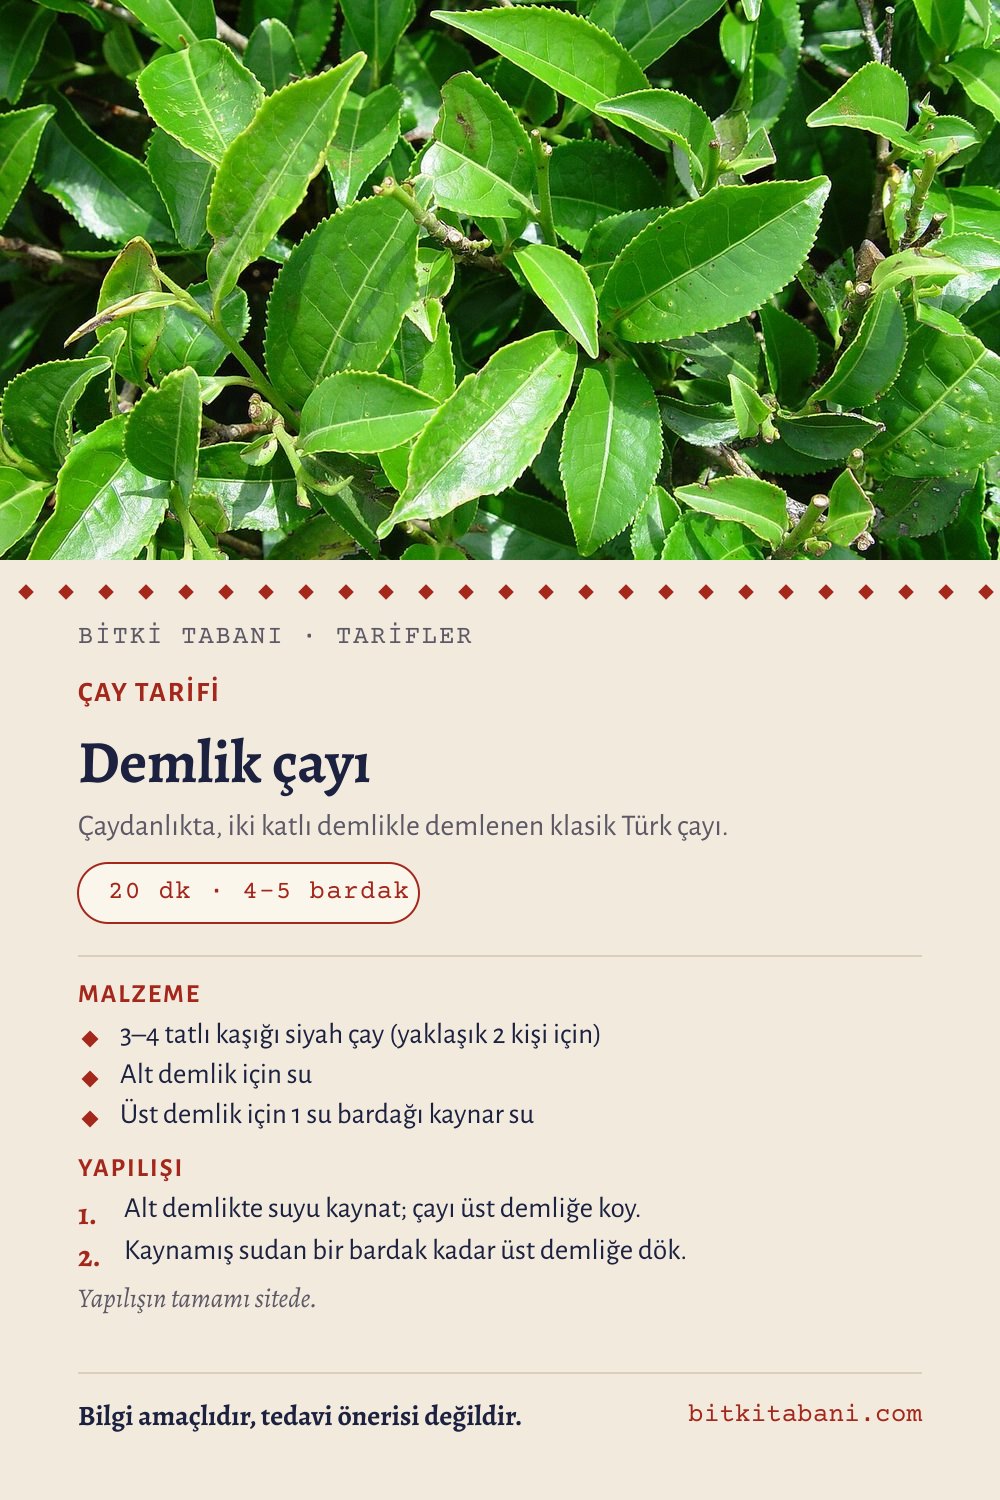 BİTKİ TABANI · TARİFLER
ÇAY TARİFİ
Demlik çayı
Çaydanlıkta, iki katlı demlikle demlenen klasik Türk çayı.
20 dk · 4–5 bardak
MALZEME
3–4 tatlı kaşığı siyah çay (yaklaşık 2 kişi için)
Alt demlik için su
Üst demlik için 1 su bardağı kaynar su
YAPILIŞI
1. Alt demlikte suyu kaynat; çayı üst demliğe koy.
2. Kaynamış sudan bir bardak kadar üst demliğe dök.
Yapılışın tamamı sitede.
Bilgi amaçlıdır, tedavi önerisi değildir.
bitkitabani.com